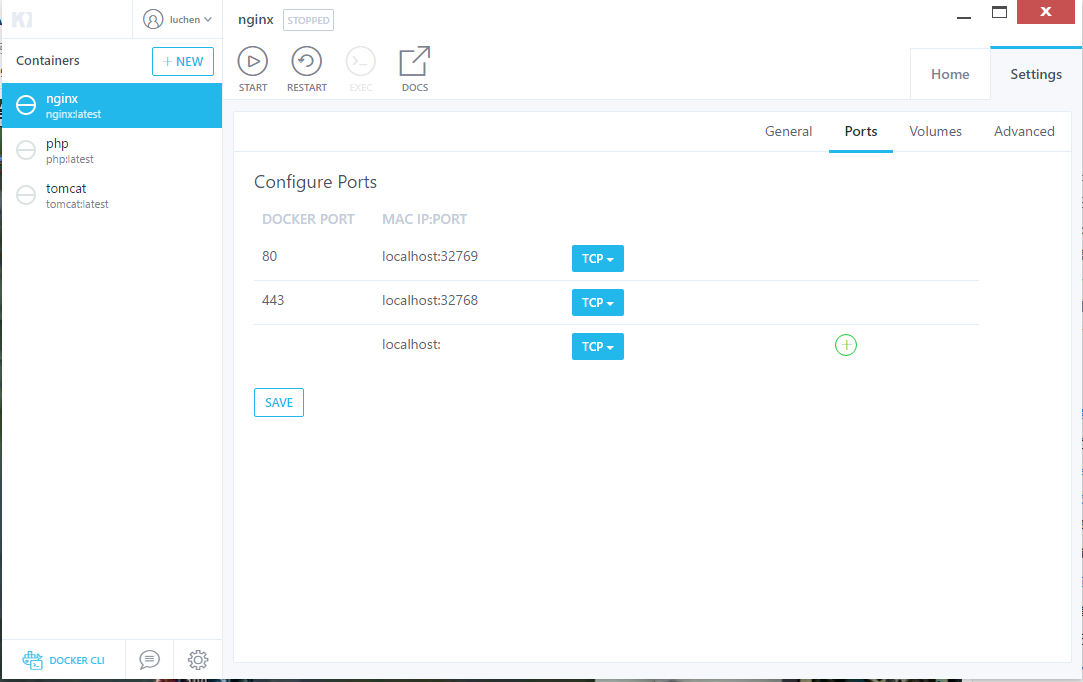 luchen
nginx STOPPED
Containers
+ NEW
START RESTART EXEC DOCS
Home Settings
nginx
nginx:latest
php
php:latest
tomcat
tomcat:latest
General Ports Volumes Advanced
Configure Ports
DOCKER PORT MAC IP:PORT
80 localhost:32769 TCP
443 localhost:32768 TCP
localhost: TCP
SAVE
DOCKER CLI